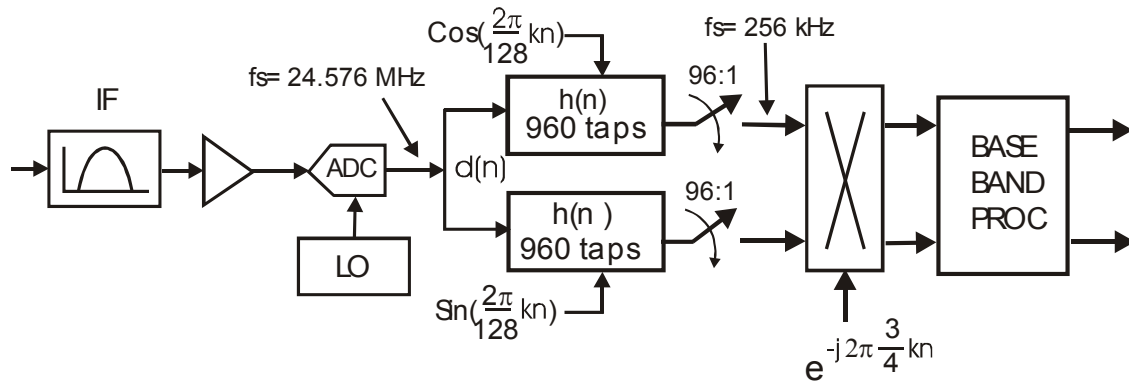 Cos(2π/128 kn)
fs= 256 kHz
fs= 24.576 MHz
96:1
IF
h(n)
960 taps
ADC
d(n)
BASE
BAND
PROC
96:1
h(n )
960 taps
LO
Sin(2π/128 kn)
e^-j 2π 3/4 kn